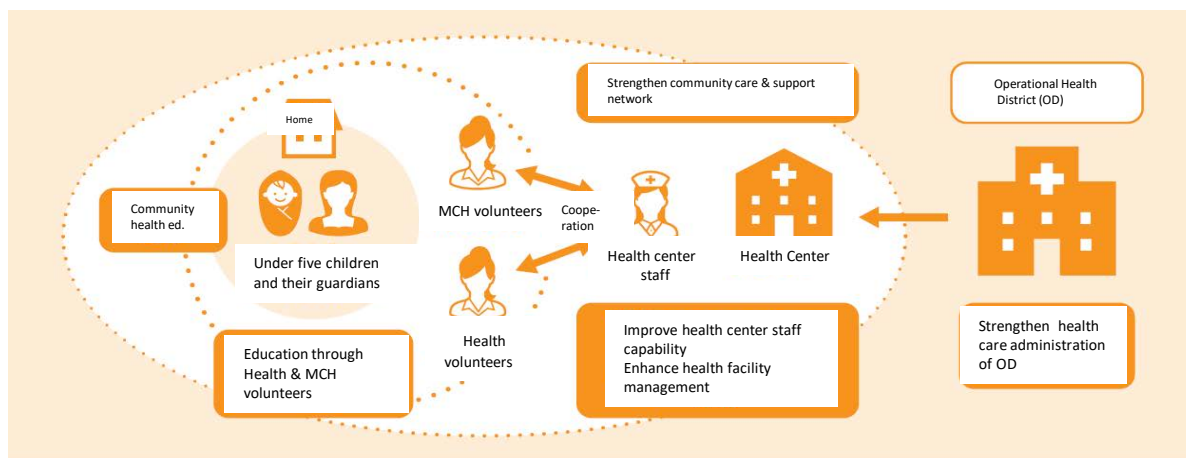 Strengthen community care & support
network
Operational Health
District (OD)
Home
Community
health ed.
MCH volunteers
Coope-
ration
Under five children
and their guardians
Health center
staff
Health Center
Health
volunteers
Education through
Health & MCH
volunteers
Improve health center staff
capability
Enhance health facility
management
Strengthen health
care administration
of OD